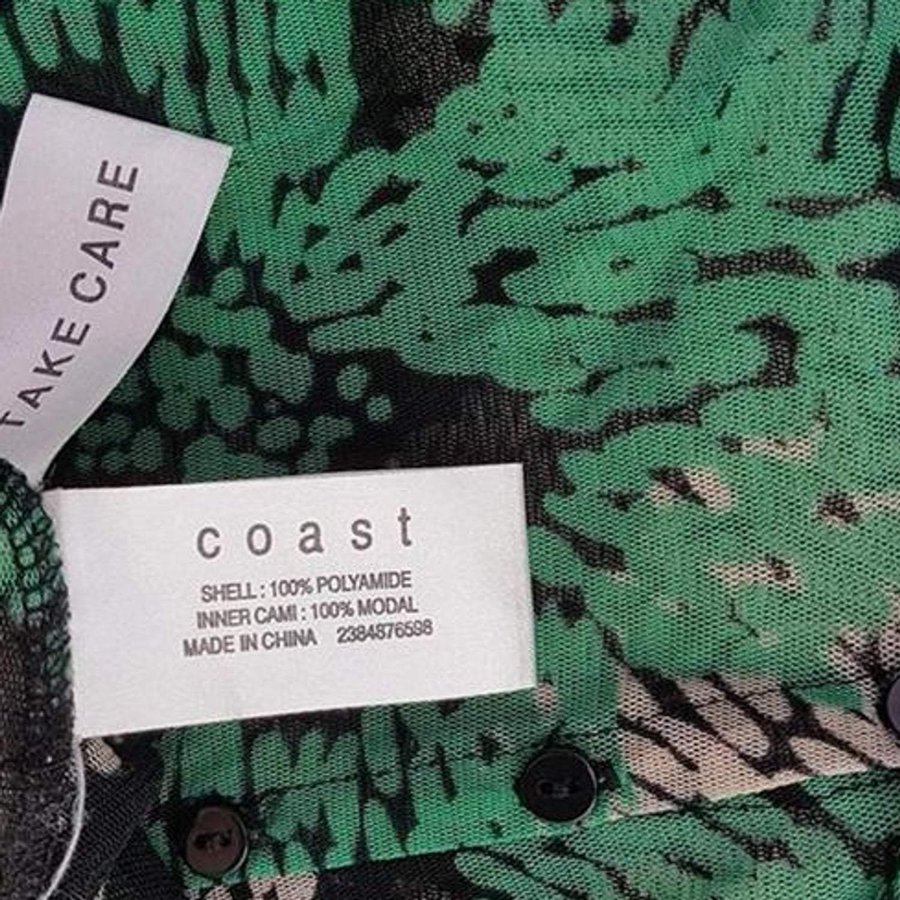 TAKE CARE
coast
SHELL : 100% POLYAMIDE
INNER CAMI : 100% MODAL
MADE IN CHINA 2384876598